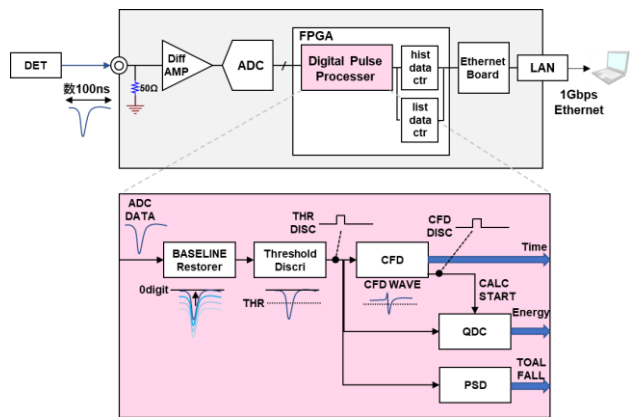 FPGA
DET
数100ns
50Ω
Diff
AMP
ADC
Digital Pulse
Processer
hist
data
ctr
list
data
ctr
Ethernet
Board
LAN
1Gbps
Ethernet
ADC
DATA
BASELINE
Restorer
0digit
Threshold
Discri
THR
THR
DISC
CFD
CFD WAVE
CFD
DISC
Time
CALC
START
QDC
Energy
PSD
TOAL
FALL